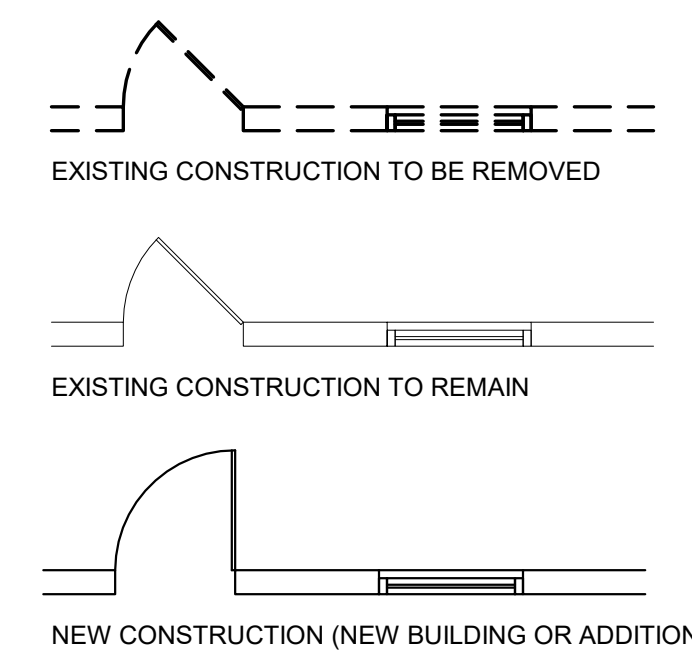 EXISTING CONSTRUCTION TO BE REMOVED
EXISTING CONSTRUCTION TO REMAIN
NEW CONSTRUCTION (NEW BUILDING OR ADDITION